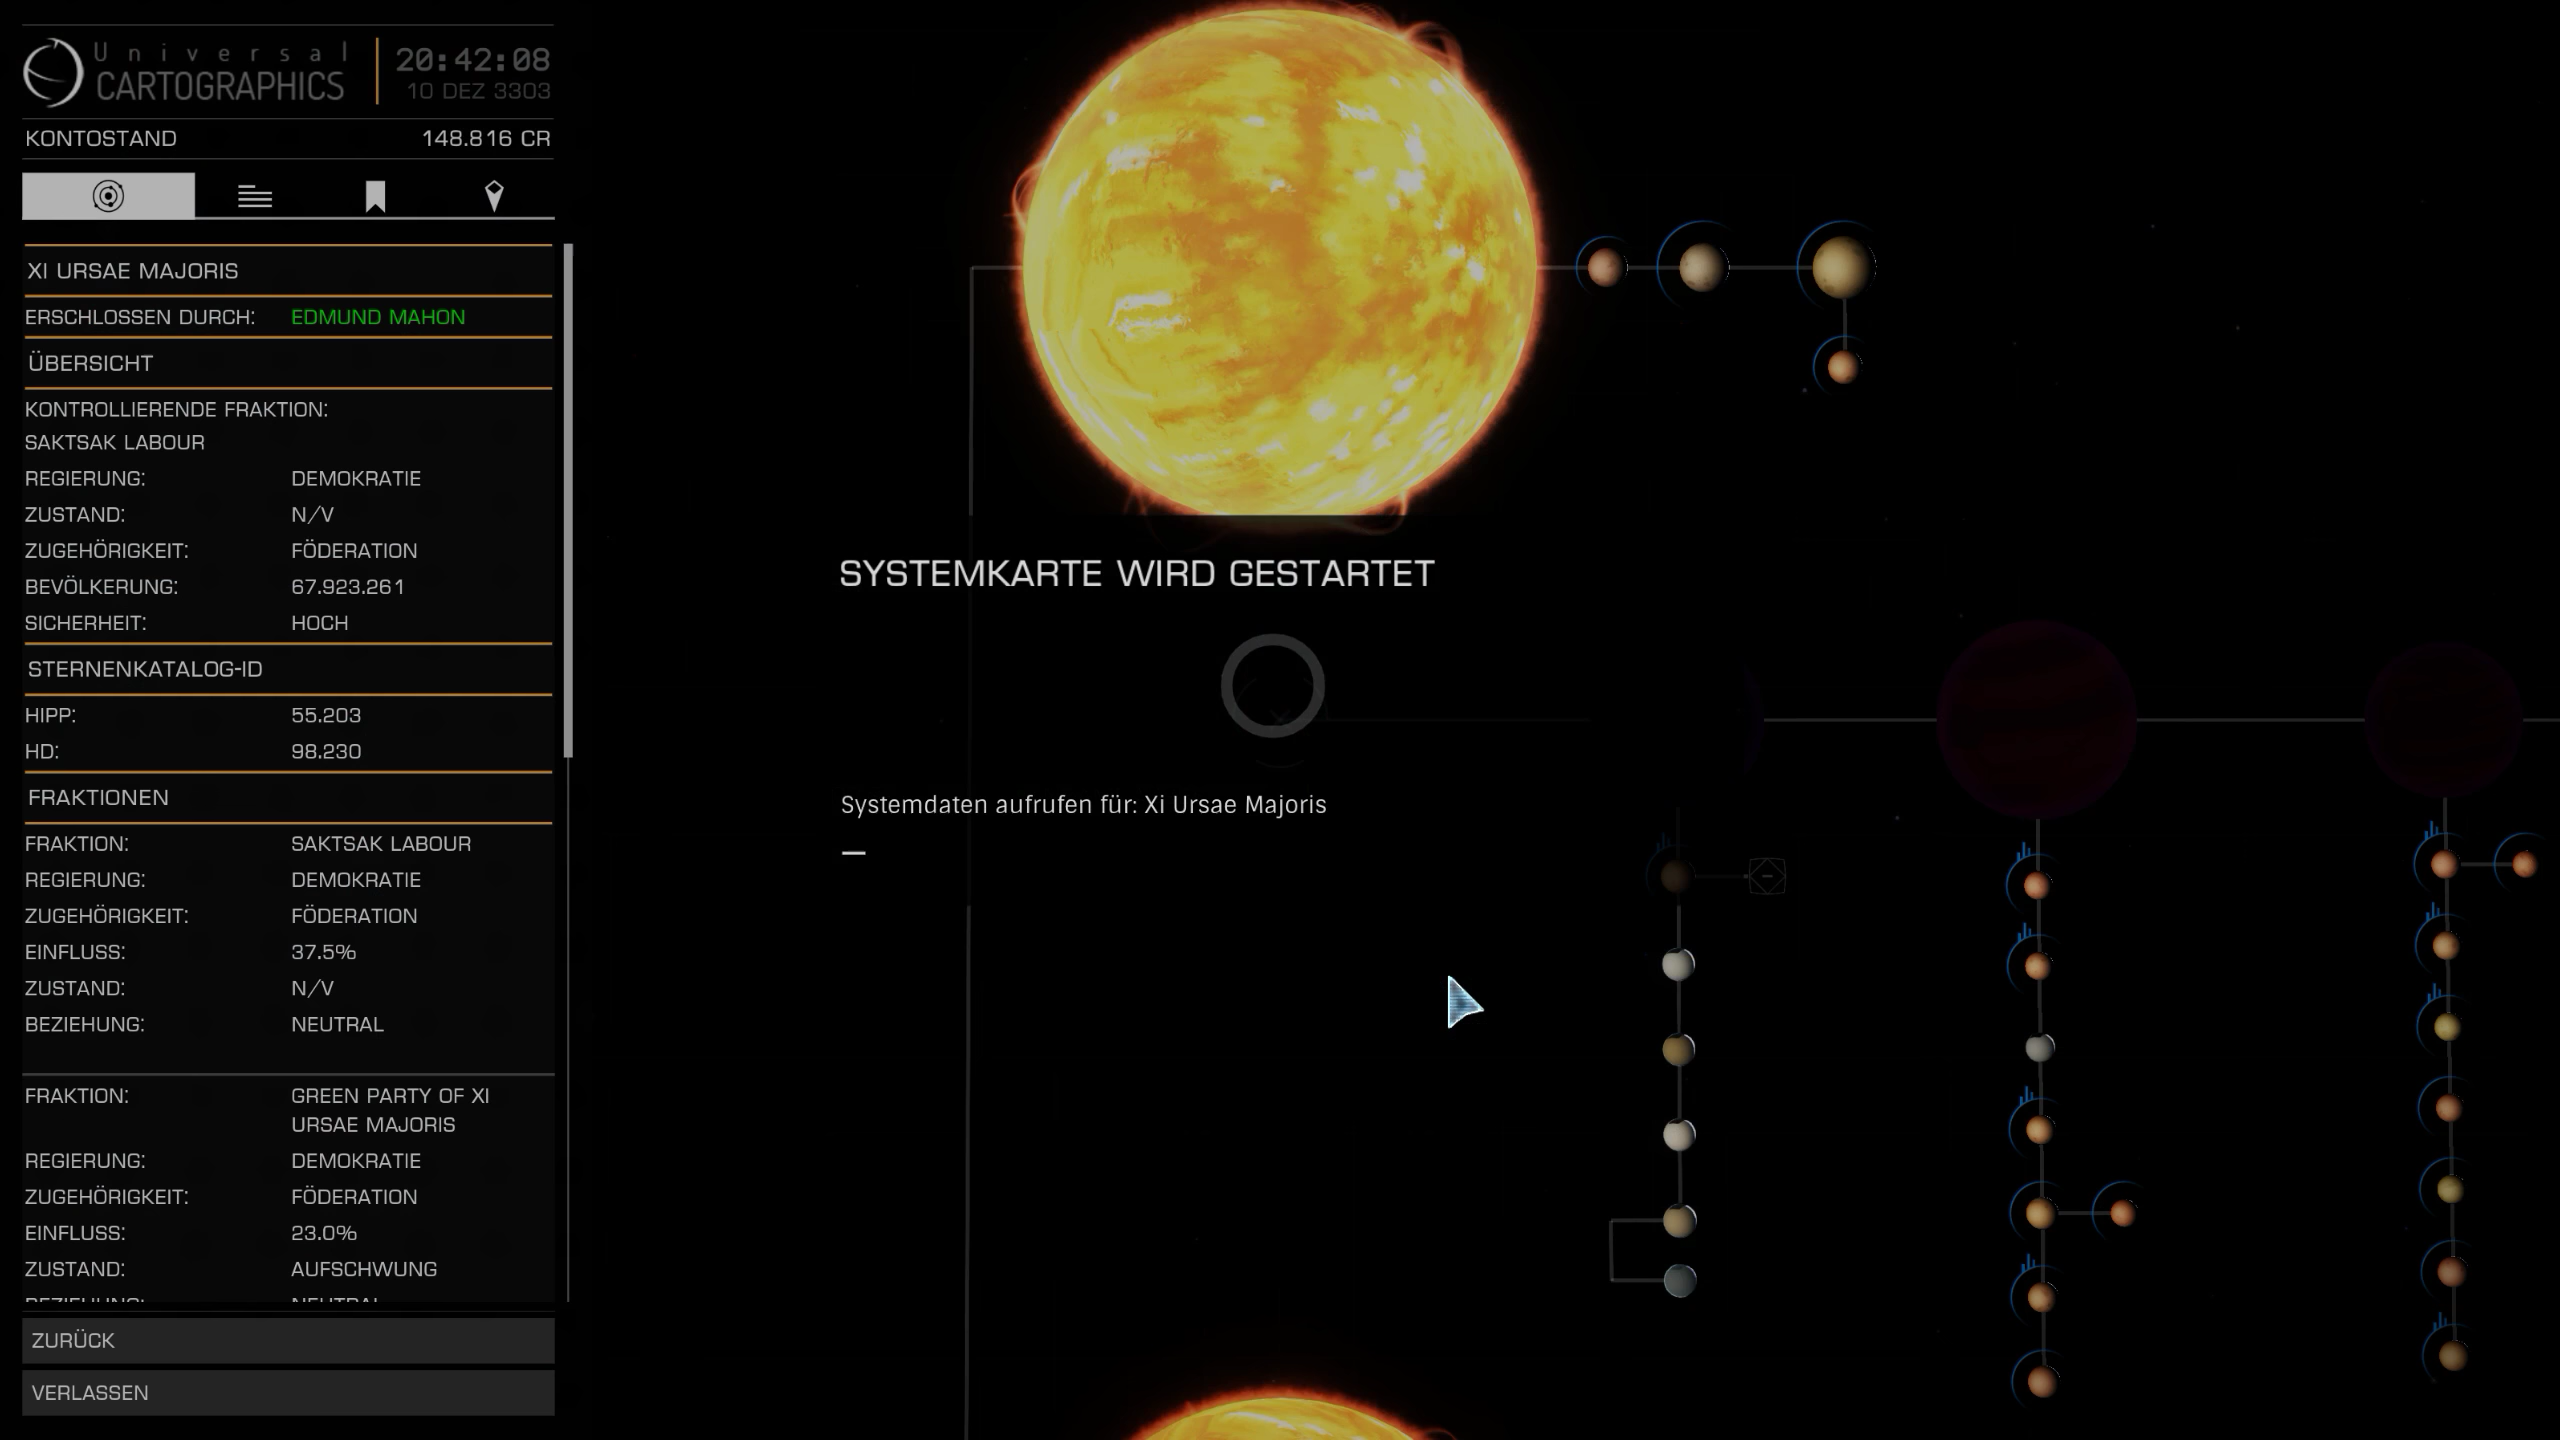 Universal
CARTOGRAPHICS
20:42:08
10 DEZ 3303
KONTOSTAND 148.816 CR
XI URSAE MAJORIS
ERSCHLOSSEN DURCH: EDMUND MAHON
ÜBERSICHT
KONTROLLIERENDE FRAKTION:
SAKTSAK LABOUR
REGIERUNG: DEMOKRATIE
ZUSTAND: N/V
ZUGEHÖRIGKEIT: FÖDERATION
BEVÖLKERUNG: 67.923.261
SICHERHEIT: HOCH
STERNENKATALOG-ID
HIPP: 55.203
HD: 98.230
FRAKTIONEN
FRAKTION: SAKTSAK LABOUR
REGIERUNG: DEMOKRATIE
ZUGEHÖRIGKEIT: FÖDERATION
EINFLUSS: 37.5%
ZUSTAND: N/V
BEZIEHUNG: NEUTRAL
FRAKTION: GREEN PARTY OF XI
URSAE MAJORIS
REGIERUNG: DEMOKRATIE
ZUGEHÖRIGKEIT: FÖDERATION
EINFLUSS: 23.0%
ZUSTAND: AUFSCHWUNG
BEZIEHUNG: NEUTRAL
ZURÜCK
VERLASSEN
SYSTEMKARTE WIRD GESTARTET
Systemdaten aufrufen für: Xi Ursae Majoris